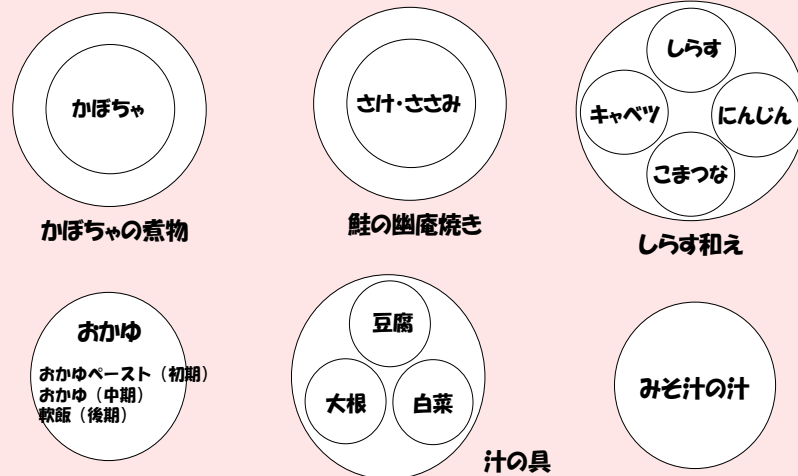 かぼちゃ
かぼちゃの煮物
さけ・ささみ
鮭の幽庵焼き
しらす
キャベツ
にんじん
こまつな
しらす和え
おかゆ
おかゆペースト（初期）
おかゆ（中期）
軟飯（後期）
豆腐
大根
白菜
汁の具
みそ汁の汁